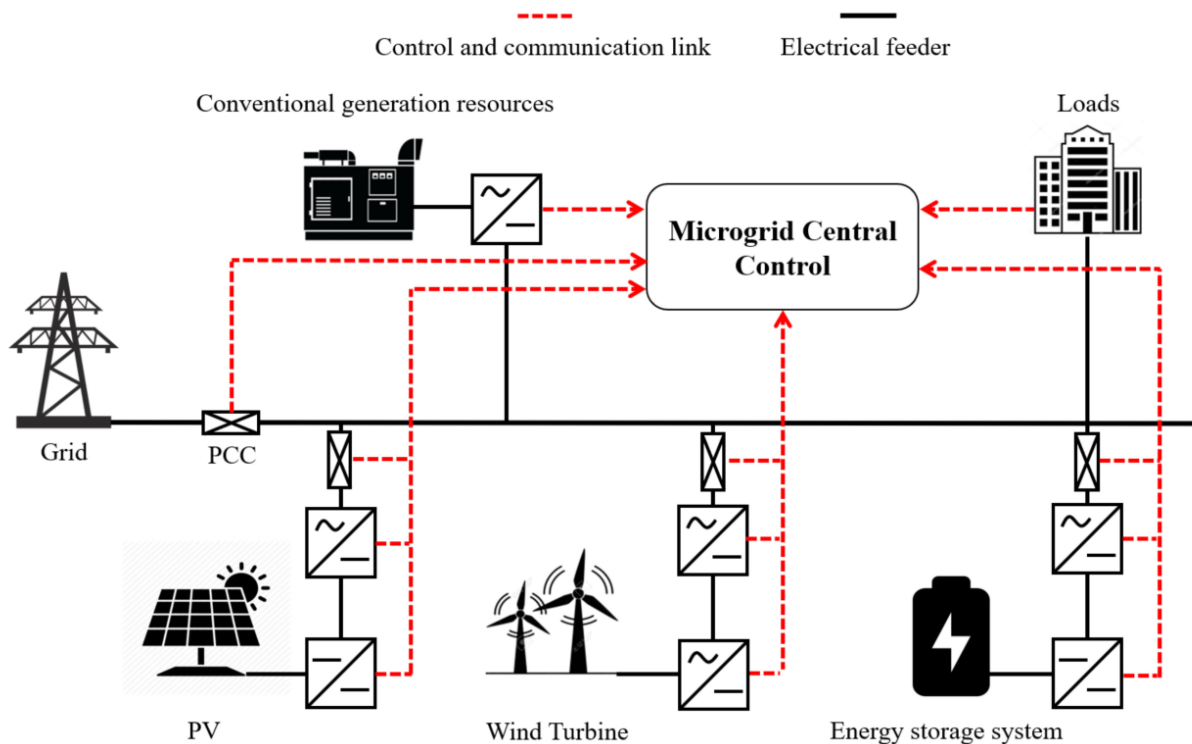 Control and communication link
Electrical feeder
Conventional generation resources
Loads
Microgrid Central
Control
Grid
PCC
PV
Wind Turbine
Energy storage system